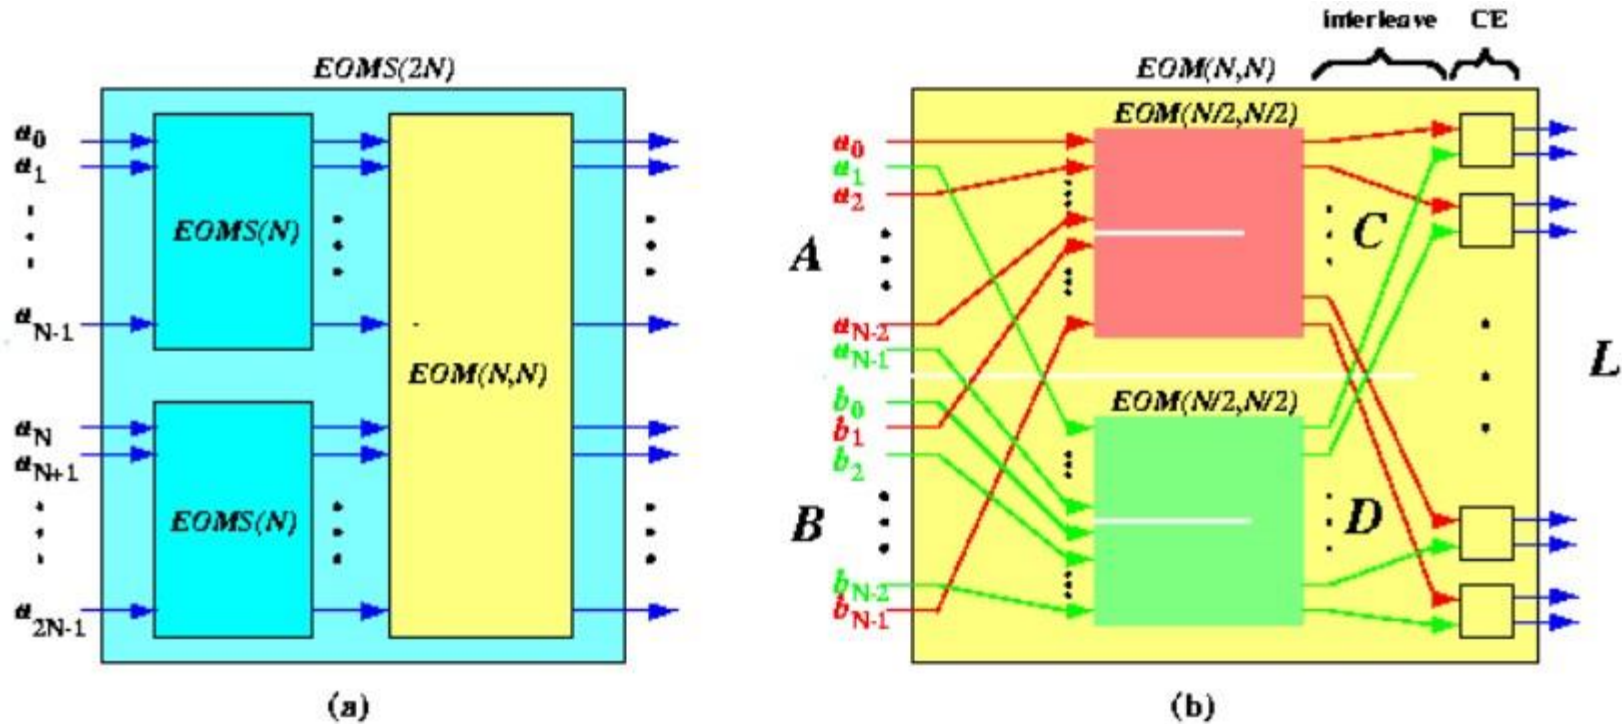 interleave CE
EOMS(2N)
a0
a1
aN-1
aN
aN+1
a2N-1
EOMS(N)
EOMS(N)
EOM(N,N)
(a)
EOM(N,N)
EOM(N/2,N/2)
a0
a1
a2
A
aN-2
aN-1
b0
b1
b2
B
bN-2
bN-1
C
EOM(N/2,N/2)
D
L
(b)